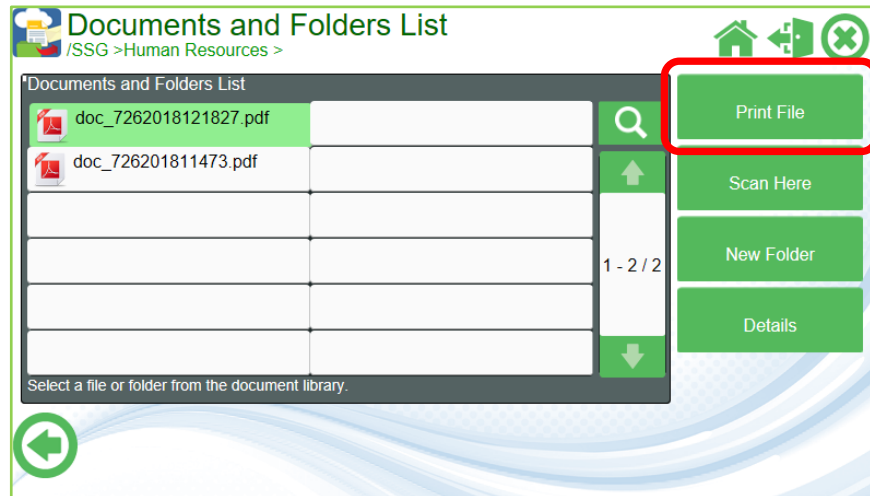 Documents and Folders List
/SSG >Human Resources >
Documents and Folders List
doc_7262018121827.pdf
doc_726201811473.pdf
1 - 2 / 2
Select a file or folder from the document library.
Print File
Scan Here
New Folder
Details